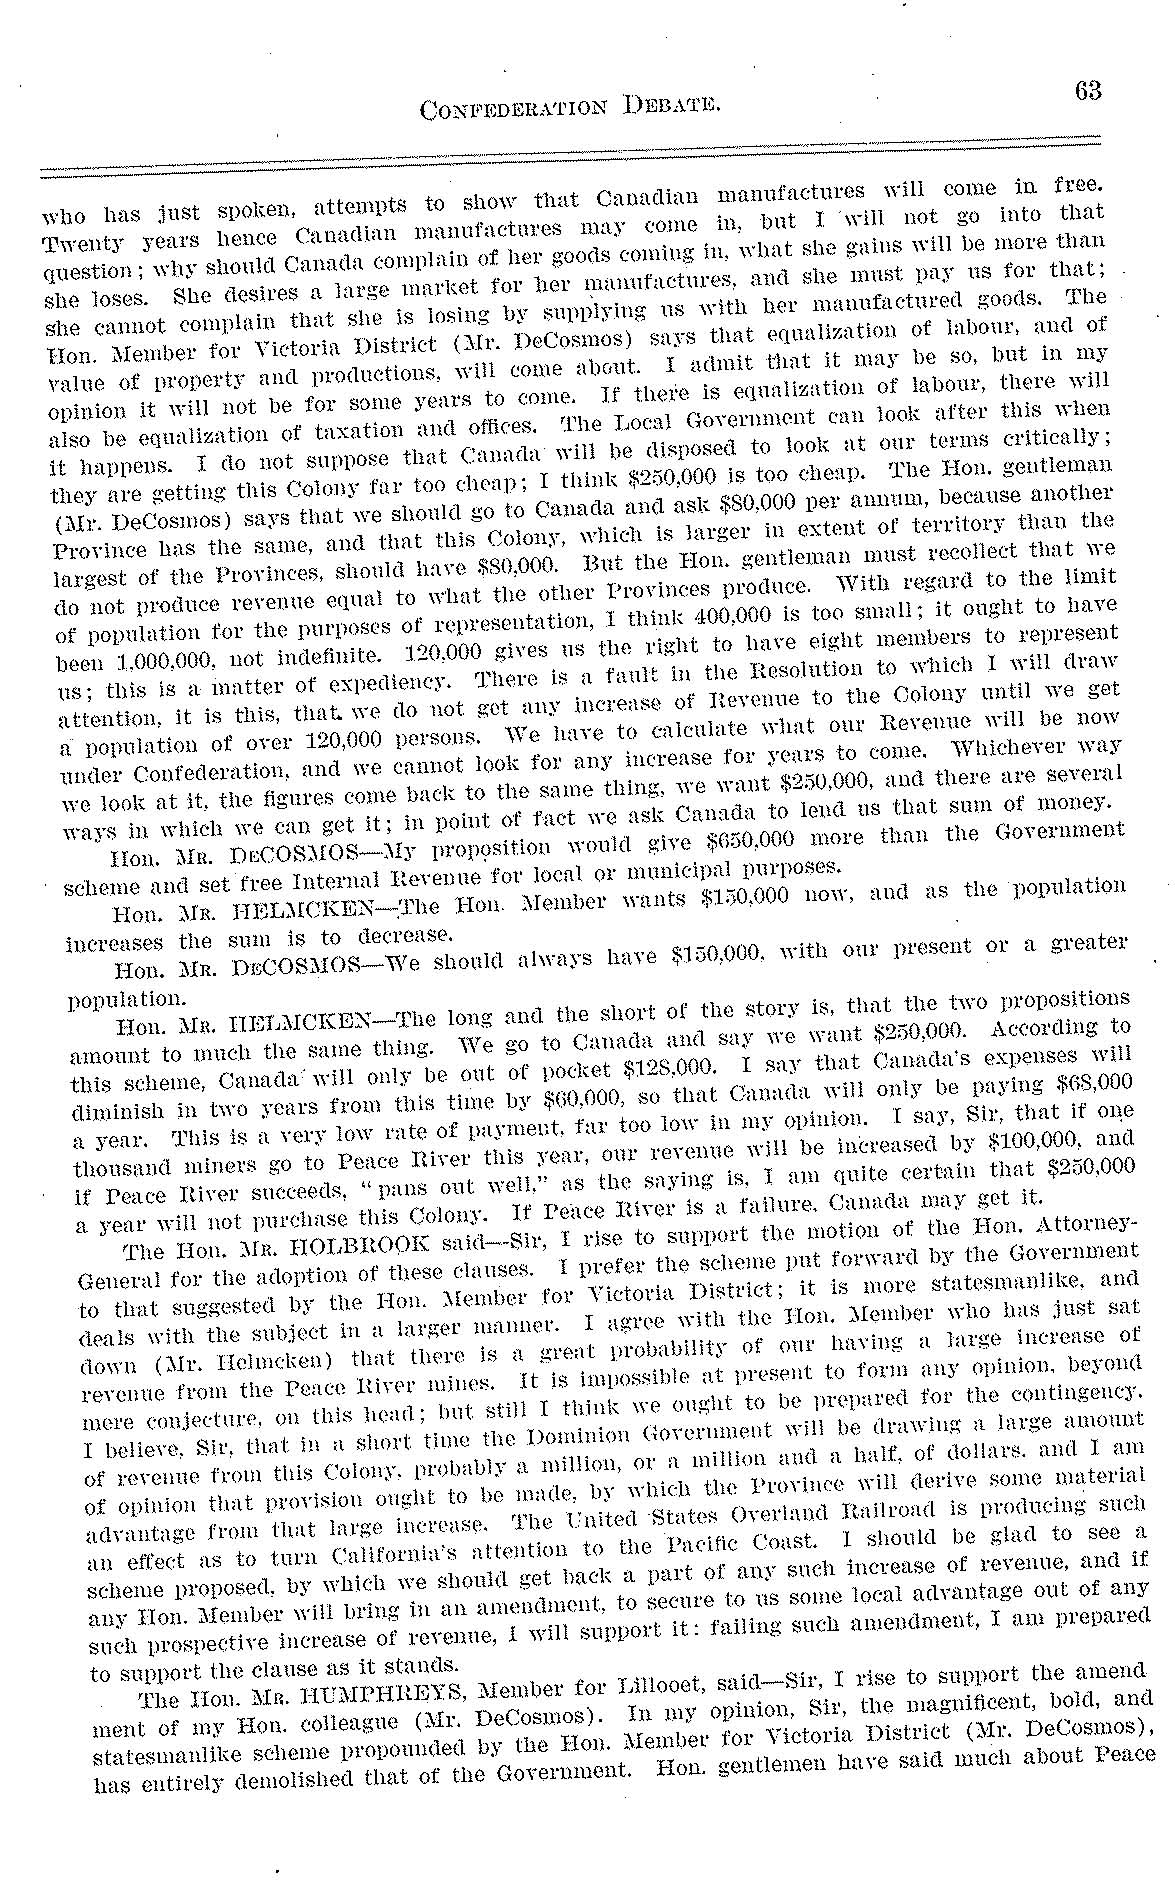 CONFEDERATION DEBATE. 63
who has just spoken, attempts to show that Canadian manufactures will come in free.
Twenty years hence Canadian manufactures may come in, but I will not go into that
question; why should Canada complain of her goods coming in, what she gains will be more than
she loses. She desires a large market for her manufactures, and she must pay us for that;
she cannot complain that she is losing by supplying us with her manufactured goods. The
Hon. Member for Victoria District (Mr. DeCosmos) says that equalization of labour, and of
value of property and productions, will come about. I admit that it may be so, but in my
opinion it will not be for some years to come. If there is equalization of labour, there will
also be equalization of taxation and offices. The Local Government can look after this when
it happens. I do not suppose that Canada will be disposed to look at our terms critically;
they are getting this Colony far too cheap; I think $250,000 is too cheap. The Hon. gentleman
(Mr. DeCosmos) says that we should go to Canada and ask $80,000 per annum, because another
Province has the same, and that this Colony, which is larger in extent of territory than the
largest of the Provinces, should have $80,000. But the Hon. gentleman must recollect that we
do not produce revenue equal to what the other Provinces produce. With regard to the limit
of population for the purposes of representation, I think 400,000 is too small; it ought to have
been 1,000,000, not indefinite. 120,000 gives us the right to have eight members to represent
us; this is a matter of expediency. There is a fault in the Resolution to which I will draw
attention, it is this, that we do not get any increase of Revenue to the Colony until we get
a population of over 120,000 persons. We have to calculate what our Revenue will be now
under Confederation, and we cannot look for any increase for years to come. Whichever way
we look at it, the figures come back to the same thing, we want $250,000, and there are several
ways in which we can get it; in point of fact we ask Canada to lend us that sum of money.
Hon. MR. DECOSMOS—My proposition would give $650,000 more than the Government
scheme and set free Internal Revenue for local or municipal purposes.
Hon. MR. HELMCKEN—The Hon. Member wants $150,000 now, and as the population
increases the sum is to decrease.
Hon. MR. DECOSMOS—We should always have $150,000, with our present or a greater
population.
Hon. MR. HELMCKEN—The long and the short of the story is, that the two propositions
amount to much the same thing. We go to Canada and say we want $250,000. According to
this scheme, Canada will only be out of pocket $128,000. I say that Canada's expenses will
diminish in two years from this time by $60,000, so that Canada will only be paying $68,000
a year. This is a very low rate of payment, far too low in my opinion. I say, Sir, that if one
thousand miners go to Peace River this year, our revenue will be increased by $100,000, and
if Peace River succeeds, "pans out well," as the saying is, I am quite certain that $250,000
a year will not purchase this Colony. If Peace River is a failure, Canada may get it.
The Hon. MR. HOLBROOK said—Sir, I rise to support the motion of the Hon. Attorney-
General for the adoption of these clauses. I prefer the scheme put forward by the Government
to that suggested by the Hon. Member for Victoria District; it is more statesmanlike, and
deals with the subject in a larger manner. I agree with the Hon. Member who has just sat
down (Mr. Helmcken) that there is a great probability of our having a large increase of
revenue from the Peace River mines. It is impossible at present to form any opinion, beyond
mere conjecture, on this head; but still I think we ought to be prepared for the contingency.
I believe, Sir, that in a short time the Dominion Government will be drawing a large amount
of revenue from this Colony, probably a million, or a million and a half, of dollars, and I am
of opinion that provision ought to be made, by which the Province will derive some material
advantage from that large increase. The United States Overland Railroad is producing such
an effect as to turn California's attention to the Pacific Coast. I should be glad to see a
scheme proposed, by which we should get back a part of any such increase of revenue, and if
any Hon. Member will bring in an amendment, to secure to us some local advantage out of any
such prospective increase of revenue, I will support it: failing such amendment, I am prepared
to support the clause as it stands.
The Hon. MR. HUMPHREYS, Member for Lillooet, said—Sir, I rise to support the amend
ment of my Hon. colleague (Mr. DeCosmos). In my opinion, Sir, the magnificent, bold, and
statesmanlike scheme propounded by the Hon. Member for Victoria District (Mr. DeCosmos),
has entirely demolished that of the Government. Hon. gentlemen have said much about Peace